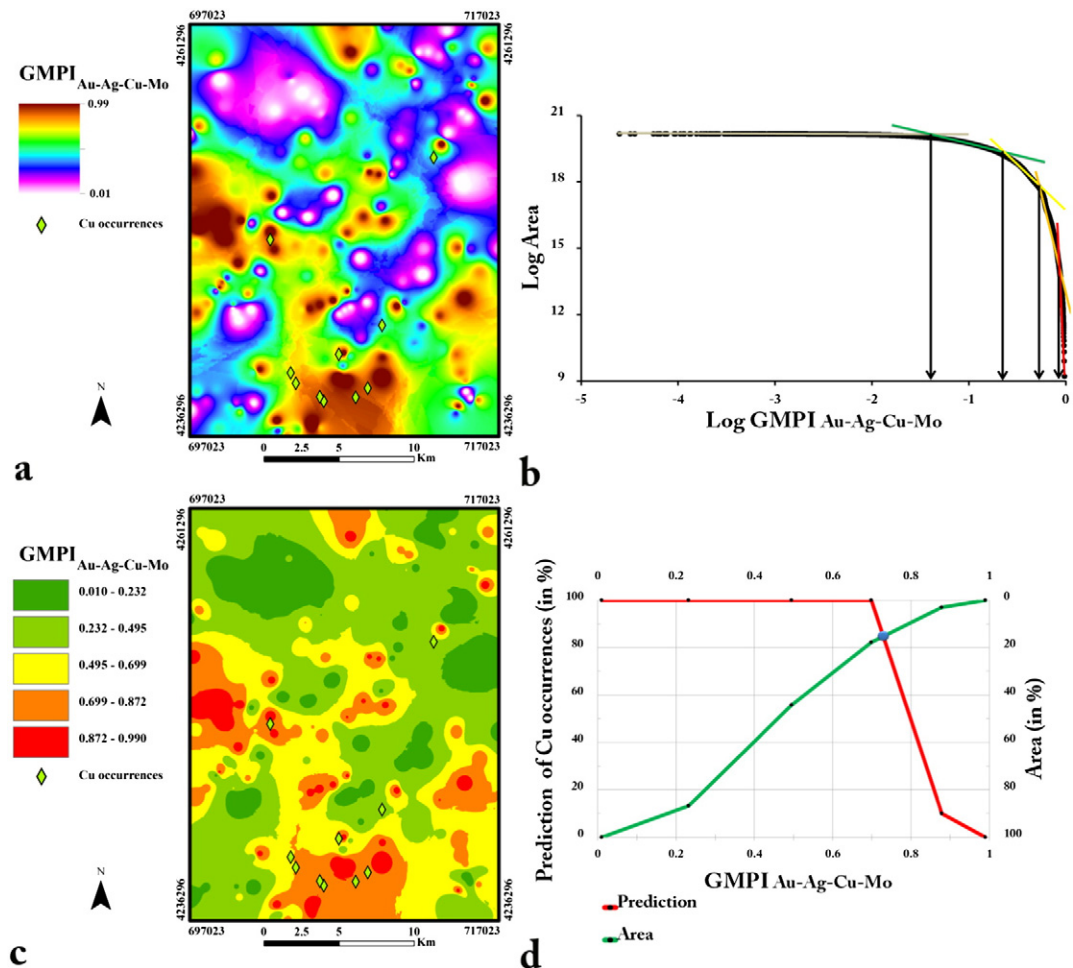 697023 717023
4261296 4261296
GMPI Au-Ag-Cu-Mo
0.99
0.01
Cu occurrences
N
4236296 4236296
697023 717023
0 2.5 5 10
Km
a
21
18
15
12
9
Log Area
-5 -4 -3 -2 -1 0
Log GMPI Au-Ag-Cu-Mo
b
697023 717023
4261296 4261296
GMPI Au-Ag-Cu-Mo
0.010 - 0.232
0.232 - 0.495
0.495 - 0.699
0.699 - 0.872
0.872 - 0.990
Cu occurrences
N
4236296 4236296
697023 717023
0 2.5 5 10
Km
c
0 0.2 0.4 0.6 0.8 1
100 0
80 20
60 40
40 60
20 80
0 100
Prediction of Cu occurrences (in %)
Area (in %)
0 0.2 0.4 0.6 0.8 1
GMPI Au-Ag-Cu-Mo
Prediction
Area
d